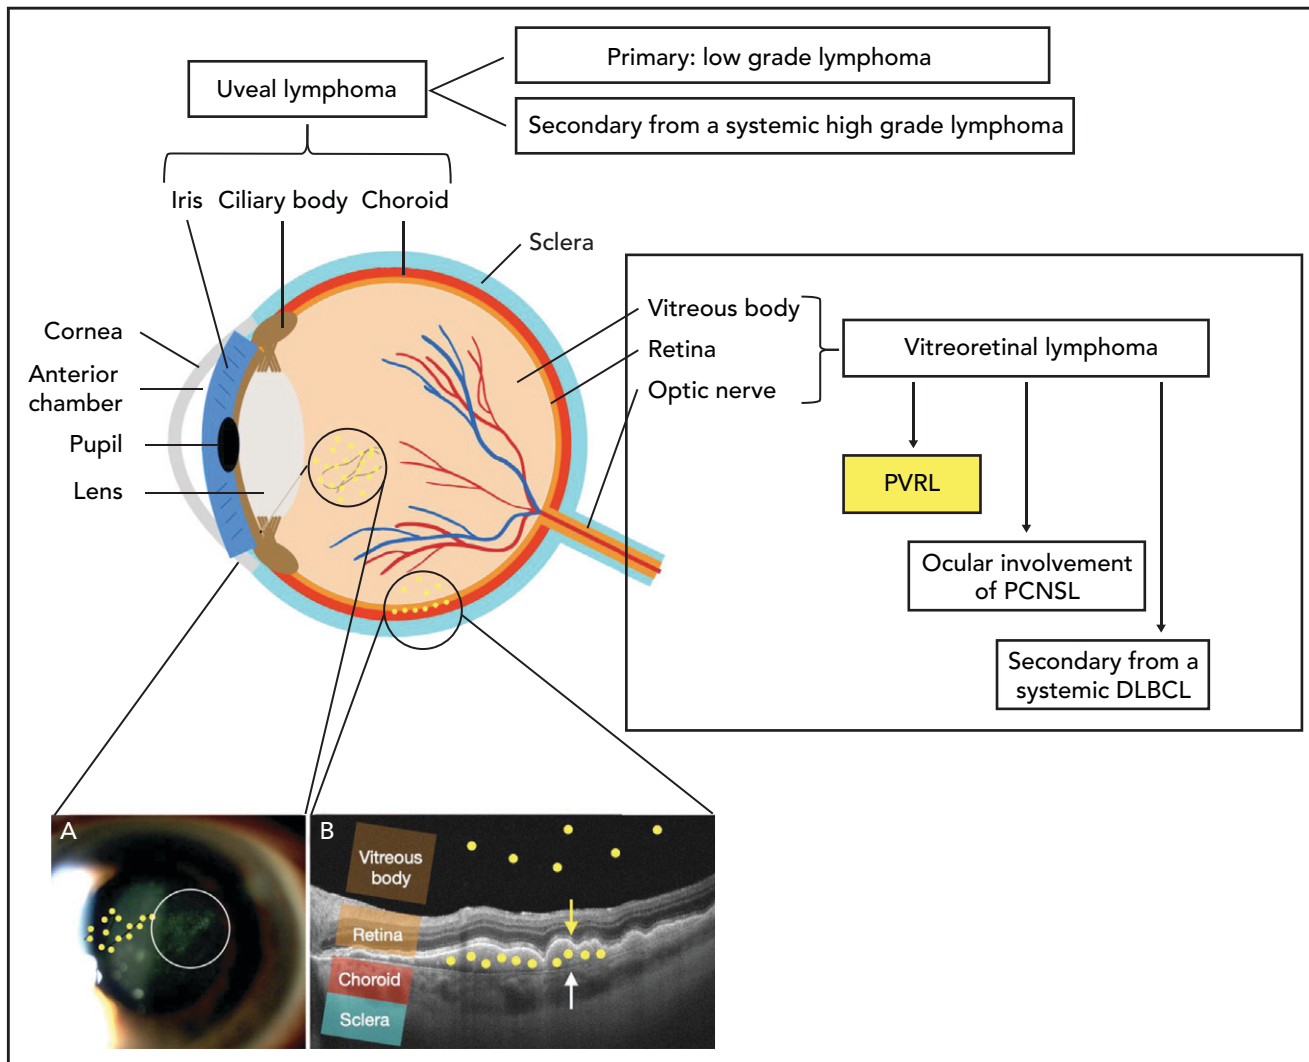 Uveal lymphoma
Primary: low grade lymphoma
Secondary from a systemic high grade lymphoma
Iris
Ciliary body
Choroid
Sclera
Cornea
Anterior
chamber
Pupil
Lens
Vitreous body
Retina
Optic nerve
Vitreoretinal lymphoma
PVRL
Ocular involvement
of PCNSL
Secondary from a
systemic DLBCL
A
B
Vitreous
body
Retina
Choroid
Sclera